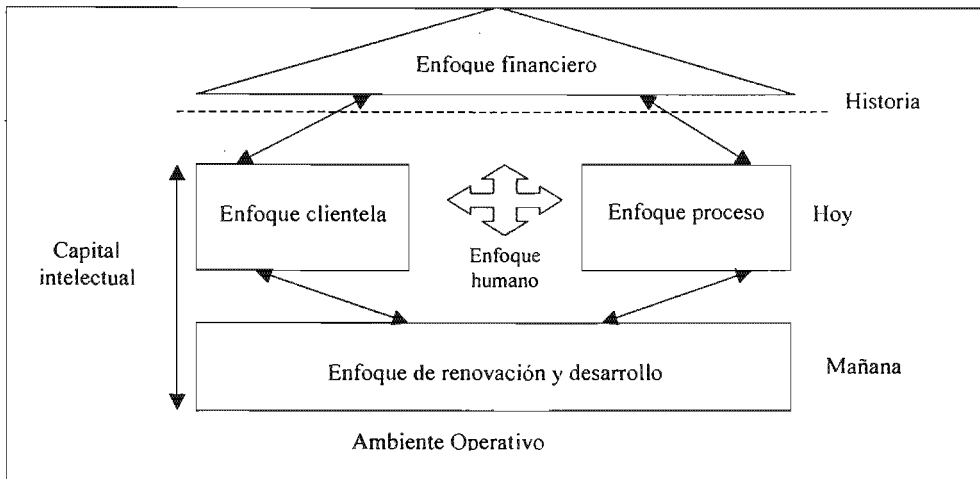 Enfoque financiero
Historia
Enfoque clientela
Enfoque proceso
Hoy
Capital
intelectual
Enfoque
humano
Enfoque de renovación y desarrollo
Mañana
Ambiente Operativo